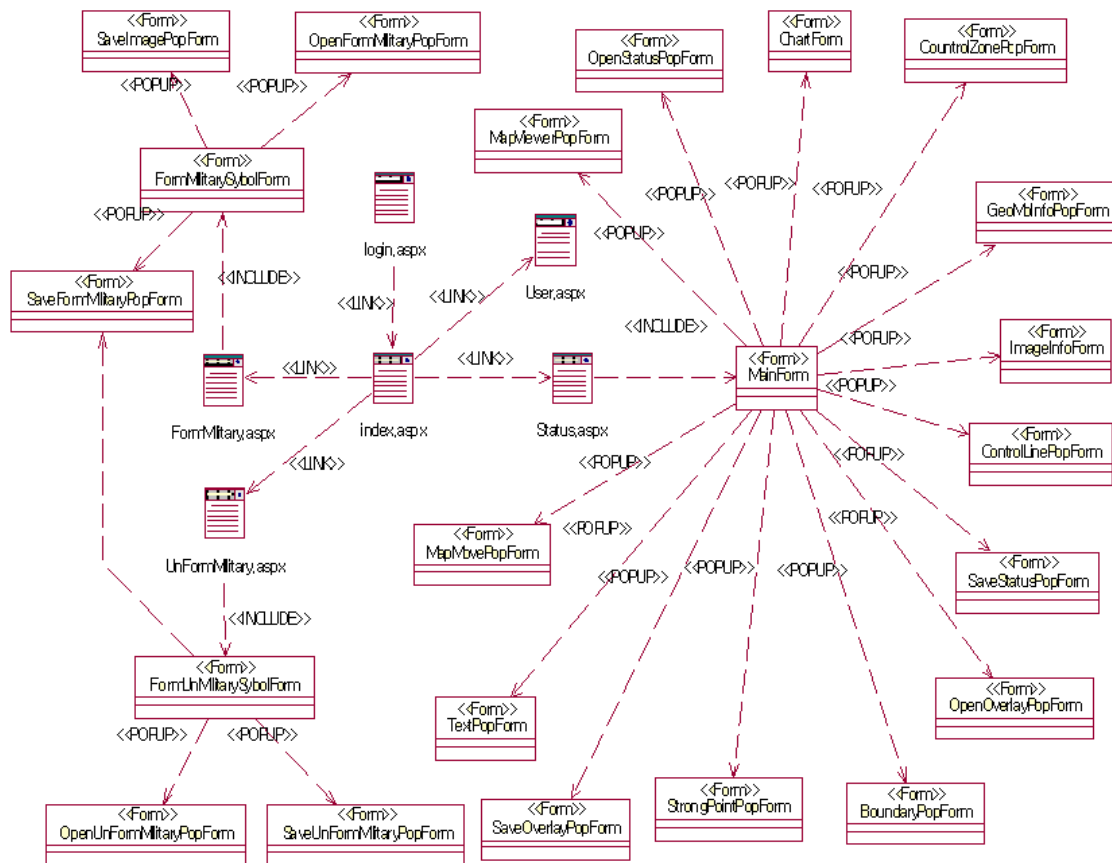 <<Form>>
SaveImagePopForm
<<Form>>
OpenFormMilitaryPopForm
<<Form>>
OpenStatusPopForm
<<Form>>
ChartForm
<<Form>>
CountrolZonePopForm
<<POPUP>>
<<POPUP>>
<<Form>>
MapViewerPopForm
<<Form>>
FormMilitarySybolForm
<<POPUP>>
<<POPUP>>
<<POPUP>>
<<Form>>
GeoMbInfoPopForm
<<POPUP>>
<<POPUP>>
login.aspx
User.aspx
<<INCLUDE>>
<<Form>>
SaveFormMilitaryPopForm
<<LINK>>
<<LINK>>
<<INCLUDE>>
<<POPUP>>
<<Form>>
ImageInfoForm
<<LINK>>
<<LINK>>
<<Form>>
MainForm
<<POPUP>>
FormMilitary.aspx
index.aspx
Status.aspx
<<Form>>
ControlLinePopForm
<<LINK>>
<<POPUP>>
<<POPUP>>
<<Form>>
MapMovePopForm
<<POPUP>>
<<POPUP>>
UnFormMilitary.aspx
<<POPUP>>
<<POPUP>>
<<POPUP>>
<<Form>>
SaveStatusPopForm
<<INCLUDE>>
<<Form>>
FormUnMilitarySybolForm
<<Form>>
TextPopForm
<<Form>>
OpenOverlayPopForm
<<POPUP>>
<<POPUP>>
<<Form>>
OpenUnFormMilitaryPopForm
<<Form>>
SaveUnFormMilitaryPopForm
<<Form>>
SaveOverlayPopForm
<<Form>>
StrongPointPopForm
<<Form>>
BoundaryPopForm